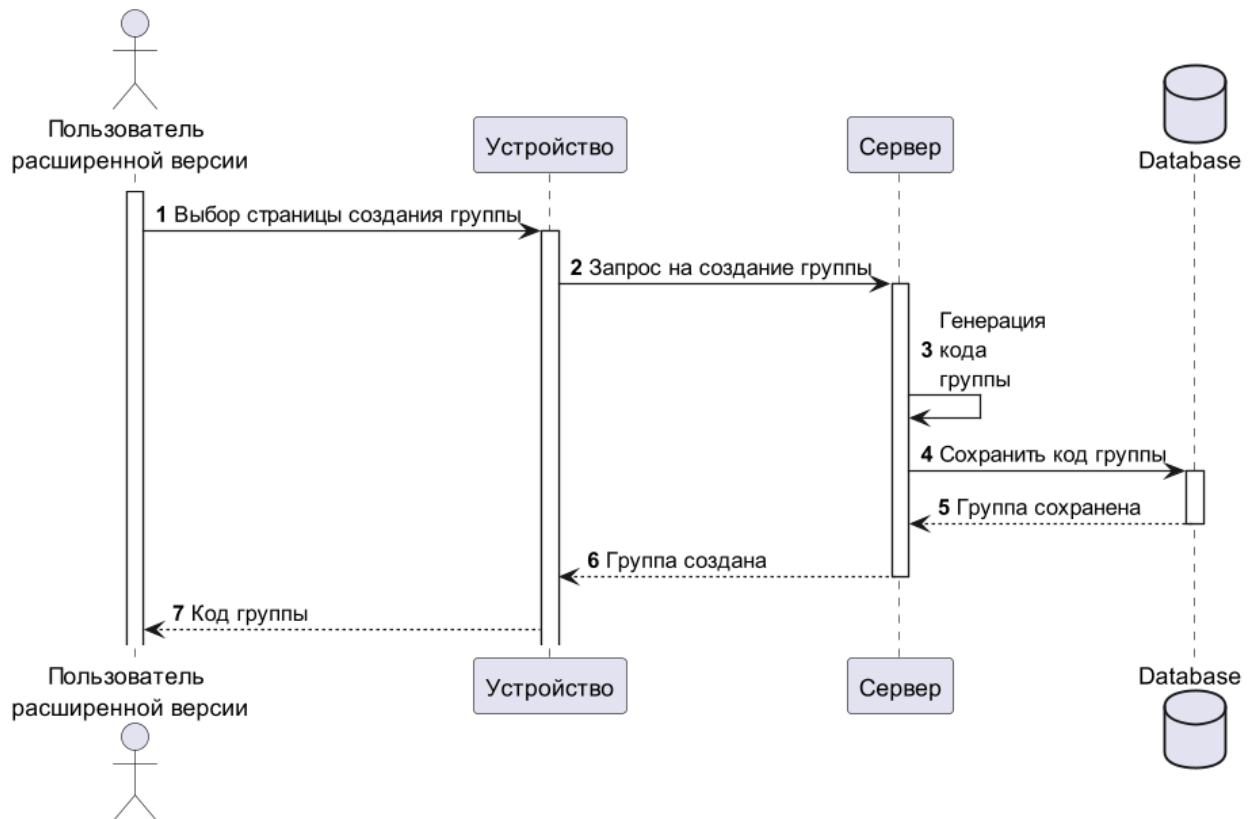 Пользователь
расширенной версии
Устройство
Сервер
Database
1 Выбор страницы создания группы
2 Запрос на создание группы
Генерация
3 кода
группы
4 Сохранить код группы
5 Группа сохранена
6 Группа создана
7 Код группы
Пользователь
расширенной версии
Устройство
Сервер
Database